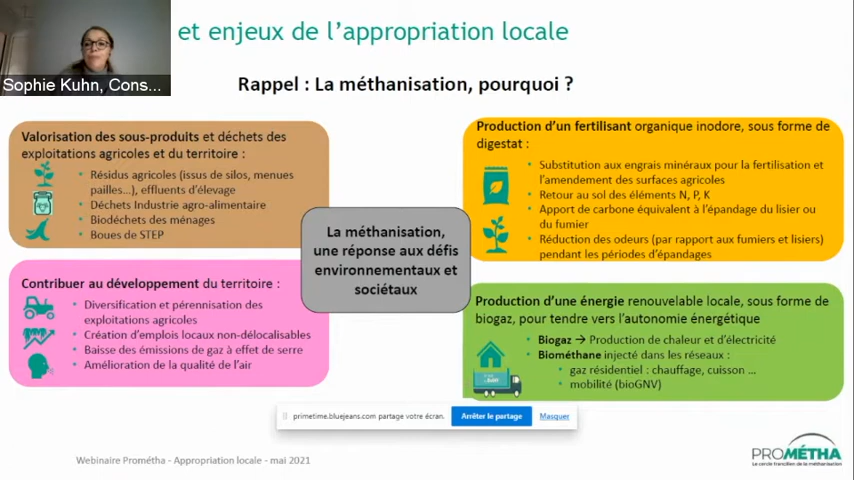 et enjeux de l’appropriation locale
Sophie Kuhn, Cons...
Rappel : La méthanisation, pourquoi ?
Valorisation des sous-produits et déchets des
exploitations agricoles et du territoire :
• Résidus agricoles (issus de silos, menues
pailles...), effluents d’élevage
• Déchets Industrie agro-alimentaire
• Biodéchets des ménages
• Boues de STEP
Production d’un fertilisant organique inodore, sous forme de
digestat :
• Substitution aux engrais minéraux pour la fertilisation et
l’amendement des surfaces agricoles
• Retour au sol des éléments N, P, K
• Apport de carbone équivalent à l’épandage du lisier ou
du fumier
• Réduction des odeurs (par rapport aux fumiers et lisiers)
pendant les périodes d’épandages
La méthanisation,
une réponse aux défis
environnementaux et
sociétaux
Contribuer au développement du territoire :
• Diversification et pérennisation des
exploitations agricoles
• Création d’emplois locaux non-délocalisables
• Baisse des émissions de gaz à effet de serre
• Amélioration de la qualité de l’air
Production d’une énergie renouvelable locale, sous forme de
biogaz, pour tendre vers l’autonomie énergétique
• Biogaz → Production de chaleur et d’électricité
• Biométhane injecté dans les réseaux :
• gaz résidentiel : chauffage, cuisson ...
• mobilité (bioGNV)
primetime.bluejeans.com partage votre écran.
Arrêter le partage
Masquer
Webinaire Prométha - Appropriation locale - mai 2021
PROMÉTHA
Le cercle francilien de la méthanisation